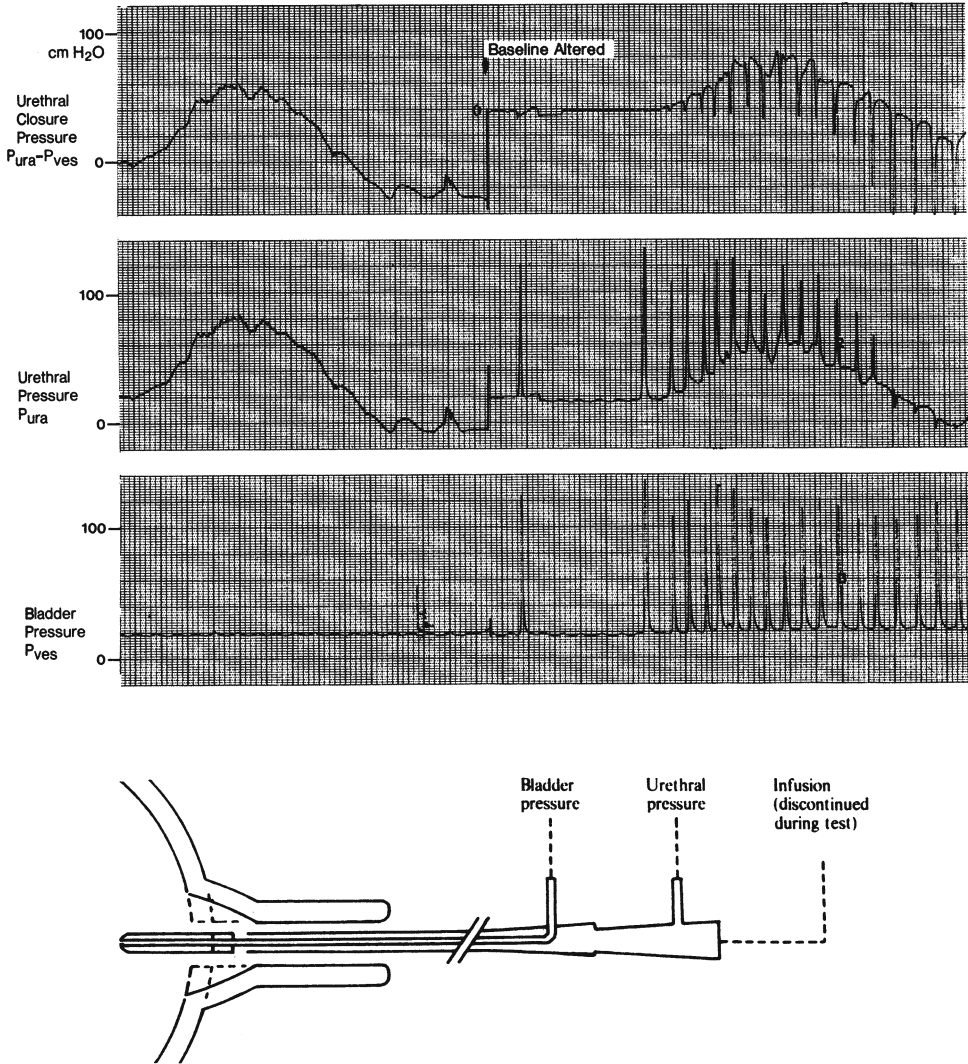 100
cm H2O
Baseline Altered
Urethral
Closure
Pressure
Pura-Pves
0
100
Urethral
Pressure
Pura
0
100
Bladder
Pressure
Pves
0
Bladder
pressure
Urethral
pressure
Infusion
(discontinued
during test)